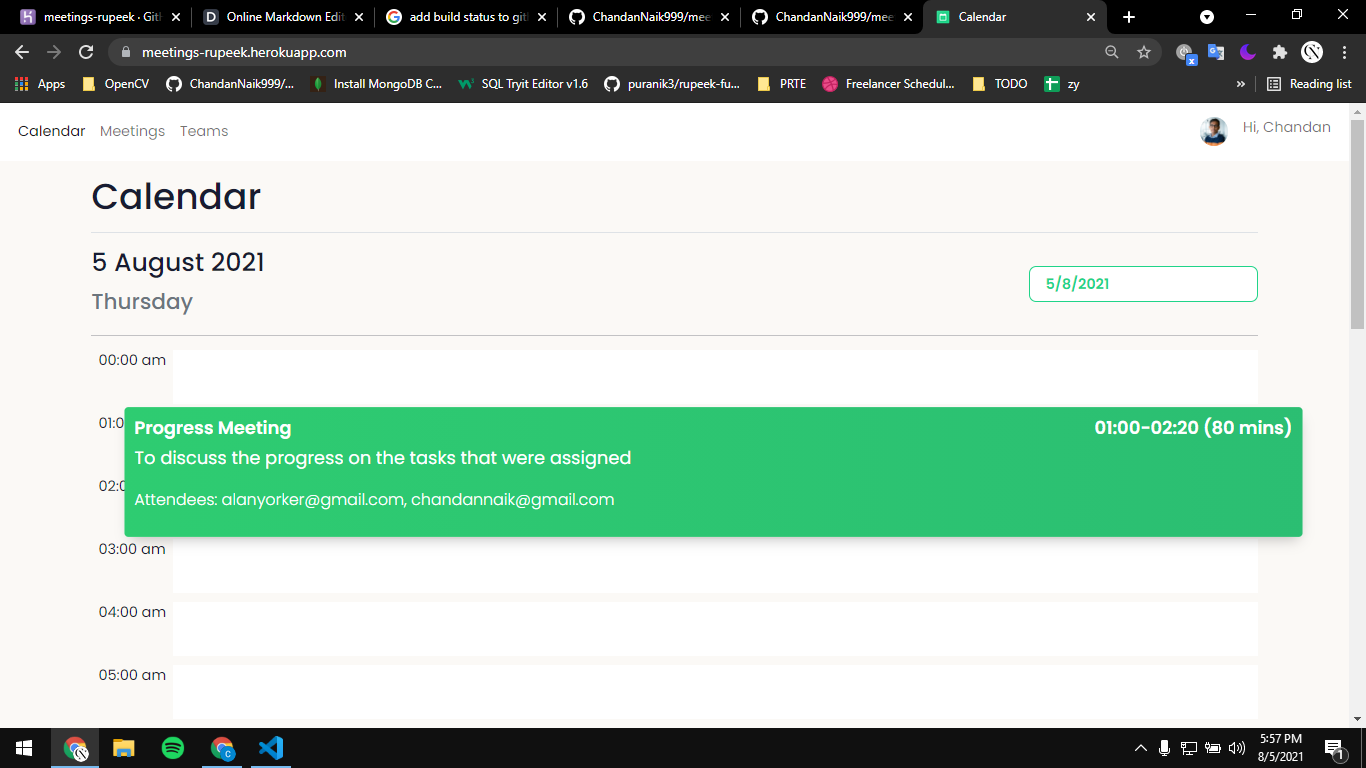 meetings-rupeek · Gith
Online Markdown Edit
add build status to gith
ChandanNaik999/mee
ChandanNaik999/mee
Calendar
meetings-rupeek.herokuapp.com
Apps
OpenCV
ChandanNaik999/...
Install MongoDB C...
SQL Tryit Editor v1.6
puranik3/rupeek-fu...
PRTE
Freelancer Schedul...
TODO
zy
»
Reading list
Calendar Meetings Teams
Hi, Chandan
Calendar
5 August 2021
Thursday
5/8/2021
00:00 am
01:0
Progress Meeting
01:00-02:20 (80 mins)
To discuss the progress on the tasks that were assigned
02:0
Attendees: alanyorker@gmail.com, chandannaik@gmail.com
03:00 am
04:00 am
05:00 am
5:57 PM
8/5/2021
1